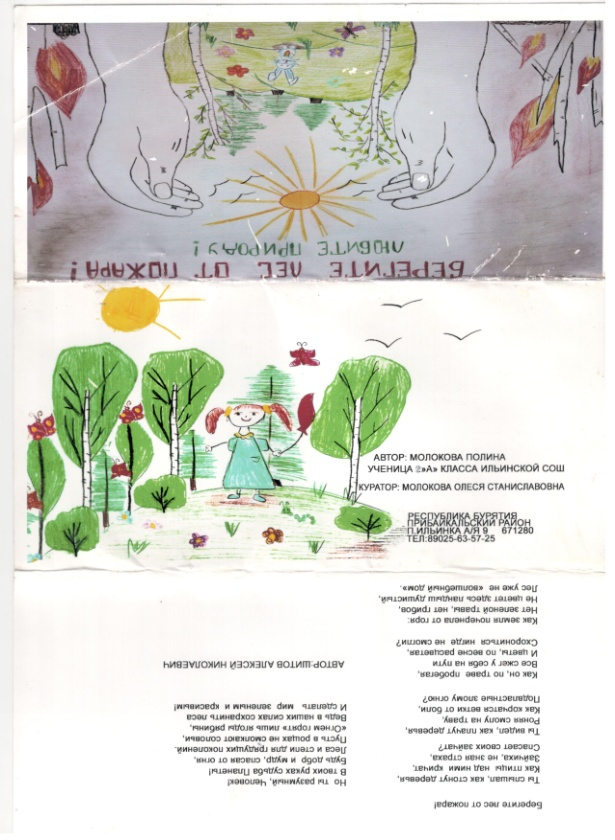 БЕРЕГИТЕ ЛЕС ОТ ПОЖАРА!
ЛЮБИТЕ ПРИРОДУ!
АВТОР: МОЛОКОВА ПОЛИНА
УЧЕНИЦА 2»А» КЛАССА ИЛЬИНСКОЙ СОШ
КУРАТОР: МОЛОКОВА ОЛЕСЯ СТАНИСЛАВОВНА
РЕСПУБЛИКА БУРЯТИЯ
ПРИБАЙКАЛЬСКИЙ РАЙОН
П.ИЛЬИНКА А/Я 9 671280
ТЕЛ:89025-63-57-25
Берегите лес от пожара!
Ты слышал, как стонут деревья,
Как птицы над ними кричат,
Зайчиха, не зная страха,
Спасает своих зайчат?
Ты видел, как плачут деревья,
Роняя смолу на траву,
Как корчатся ветки от боли,
Подвластные злому огню?
Как он, по траве пробегая,
Все сжег у себя на пути
И цветы, по весне расцветая,
Схорониться нигде не смогли?
Как земля почернела от горя:
Нет зеленой травы, нет грибов,
Не цветет здесь ландыш душистый,
Лес уже не «волшебный дом».
Но ты разумный, Человек!
В твоих руках судьба Планеты!
Будь добр и мудр, спасая от огня,
Леса и степи для грядущих поколений.
Пусть в рощах не смолкают соловьи,
«Огнем горят» лишь ягоды рябины,
Ведь в наших силах сохранить леса
И сделать мир зеленым и красивым!
АВТОР:ШИТОВ АЛЕКСЕЙ НИКОЛАЕВИЧ